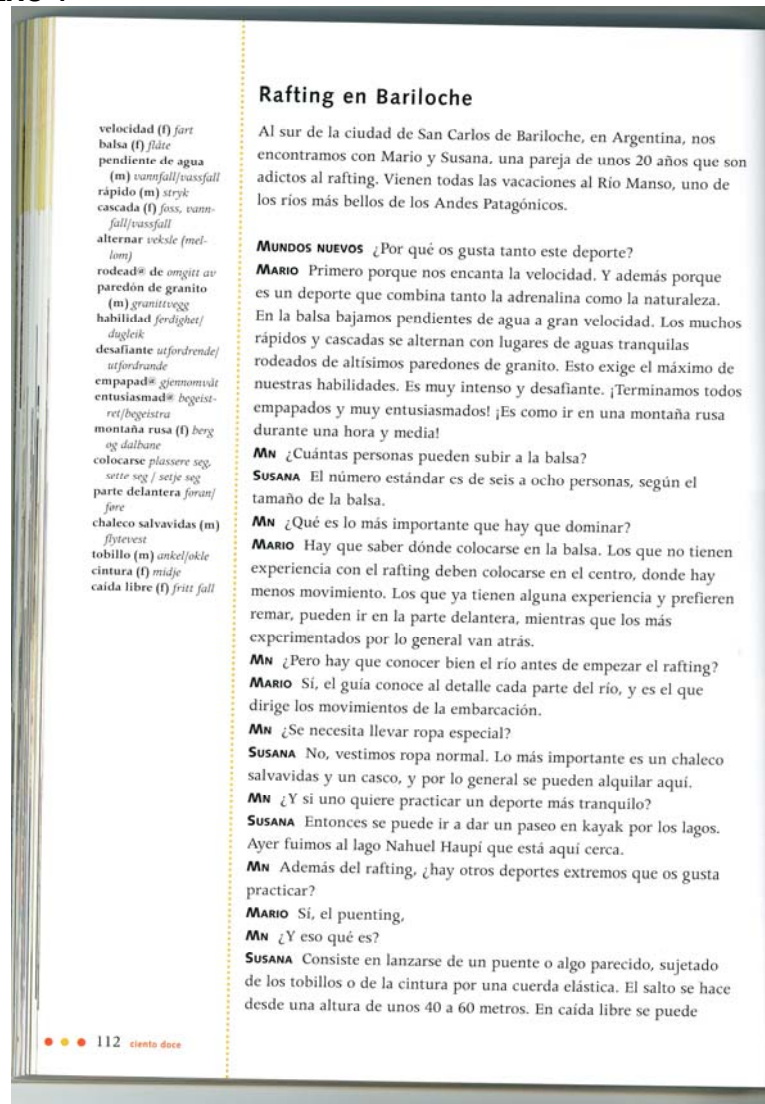 velocidad (f) fart
balsa (f) flåte
pendiente de agua
(m) vannfall/vassfall
rápido (m) stryk
cascada (f) foss, vann-
fall/vassfall
alternar veksle (mel-
lom)
rodead@ de omgitt av
paredón de granito
(m) granittvegg
habilidad ferdighet/
dugleik
desafiante utfordrende/
utfordrande
empapad@ gjennomvåt
entusiasmad@ begeist-
ret/begeistra
montaña rusa (f) berg
og dalbane
colocarse plassere seg,
sette seg / setje seg
parte delantera foran/
føre
chaleco salvavidas (m)
flytevest
tobillo (m) ankel/okle
cintura (f) midje
caída libre (f) fritt fall
Rafting en Bariloche
Al sur de la ciudad de San Carlos de Bariloche, en Argentina, nos
encontramos con Mario y Susana, una pareja de unos 20 años que son
adictos al rafting. Vienen todas las vacaciones al Río Manso, uno de
los ríos más bellos de los Andes Patagónicos.
MUNDOS NUEVOS ¿Por qué os gusta tanto este deporte?
MARIO Primero porque nos encanta la velocidad. Y además porque
es un deporte que combina tanto la adrenalina como la naturaleza.
En la balsa bajamos pendientes de agua a gran velocidad. Los muchos
rápidos y cascadas se alternan con lugares de aguas tranquilas
rodeados de altísimos paredones de granito. Esto exige el máximo de
nuestras habilidades. Es muy intenso y desafiante. ¡Terminamos todos
empapados y muy entusiasmados! ¡Es como ir en una montaña rusa
durante una hora y media!
MN ¿Cuántas personas pueden subir a la balsa?
SUSANA El número estándar es de seis a ocho personas, según el
tamaño de la balsa.
MN ¿Qué es lo más importante que hay que dominar?
MARIO Hay que saber dónde colocarse en la balsa. Los que no tienen
experiencia con el rafting deben colocarse en el centro, donde hay
menos movimiento. Los que ya tienen alguna experiencia y prefieren
remar, pueden ir en la parte delantera, mientras que los más
experimentados por lo general van atrás.
MN ¿Pero hay que conocer bien el río antes de empezar el rafting?
MARIO Sí, el guía conoce al detalle cada parte del río, y es el que
dirige los movimientos de la embarcación.
MN ¿Se necesita llevar ropa especial?
SUSANA No, vestimos ropa normal. Lo más importante es un chaleco
salvavidas y un casco, y por lo general se pueden alquilar aquí.
MN ¿Y si uno quiere practicar un deporte más tranquilo?
SUSANA Entonces se puede ir a dar un paseo en kayak por los lagos.
Ayer fuimos al lago Nahuel Haupí que está aquí cerca.
MN Además del rafting, ¿hay otros deportes extremos que os gusta
practicar?
MARIO Sí, el puenting,
MN ¿Y eso qué es?
SUSANA Consiste en lanzarse de un puente o algo parecido, sujetado
de los tobillos o de la cintura por una cuerda elástica. El salto se hace
desde una altura de unos 40 a 60 metros. En caída libre se puede
112 ciento doce